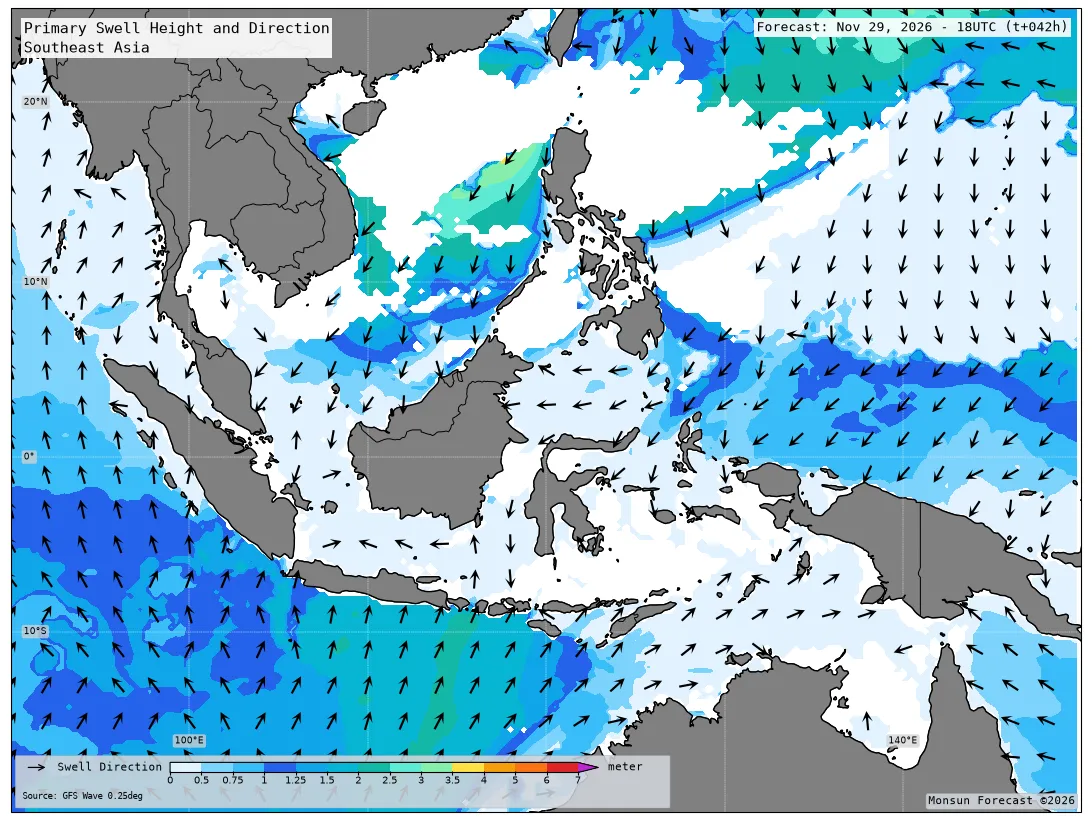 Primary Swell Height and Direction
Southeast Asia
Forecast: Nov 29, 2026 - 18UTC (t+042h)
20°N
10°N
0°
10°S
100°E
140°E
Swell Direction
meter
0 0.5 0.75 1 1.25 1.5 2 2.5 3 3.5 4 5 6 7
Source: GFS Wave 0.25deg
Monsun Forecast ©2026